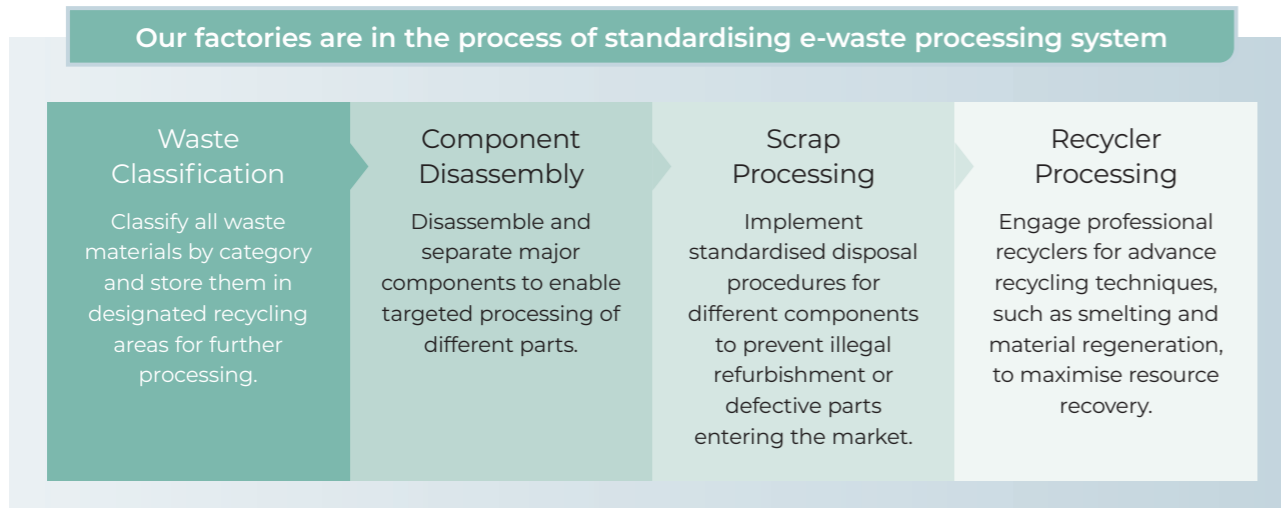 Our factories are in the process of standardising e-waste processing system
Waste
Classification
Classify all waste
materials by category
and store them in
designated recycling
areas for further
processing.
Component
Disassembly
Disassemble and
separate major
components to enable
targeted processing of
different parts.
Scrap
Processing
Implement
standardised disposal
procedures for
different components
to prevent illegal
refurbishment or
defective parts
entering the market.
Recycler
Processing
Engage professional
recyclers for advance
recycling techniques,
such as smelting and
material regeneration,
to maximise resource
recovery.